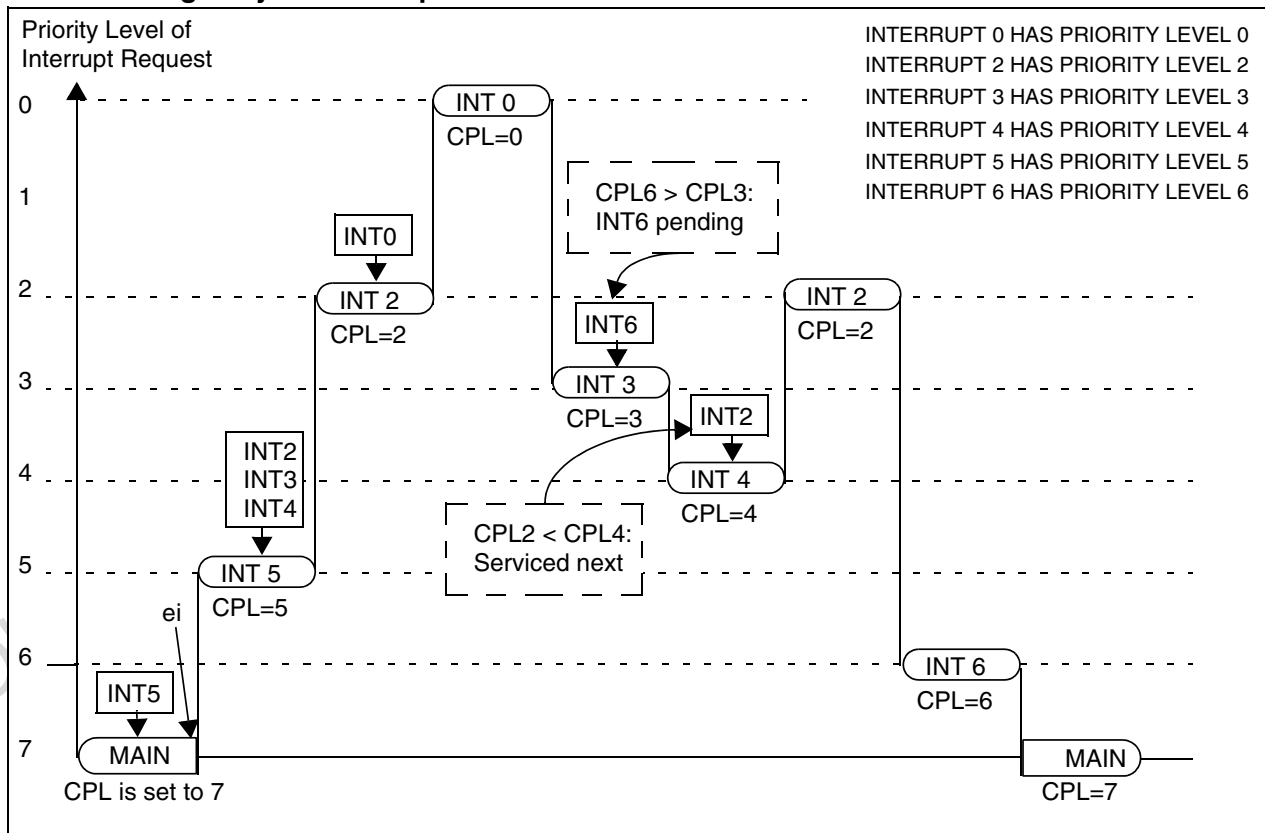 Priority Level of
Interrupt Request
INTERRUPT 0 HAS PRIORITY LEVEL 0
INTERRUPT 2 HAS PRIORITY LEVEL 2
INTERRUPT 3 HAS PRIORITY LEVEL 3
INTERRUPT 4 HAS PRIORITY LEVEL 4
INTERRUPT 5 HAS PRIORITY LEVEL 5
INTERRUPT 6 HAS PRIORITY LEVEL 6
0
INT 0
CPL=0
1
CPL6 > CPL3:
INT6 pending
INT0
2
INT 2
CPL=2
INT 2
CPL=2
INT6
3
INT 3
CPL=3
INT2
INT2
INT3
INT4
4
INT 4
CPL=4
CPL2 < CPL4:
Serviced next
5
INT 5
CPL=5
ei
6
INT 6
CPL=6
INT5
7
MAIN
CPL is set to 7
MAIN
CPL=7